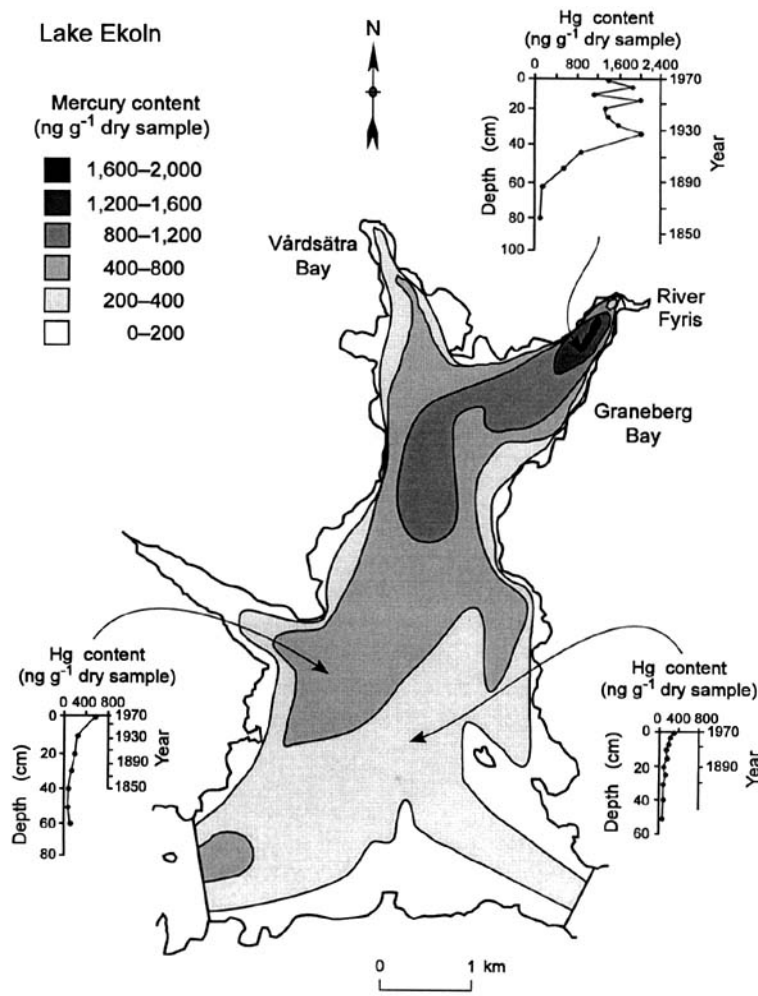 Lake Ekoln
Mercury content
(ng g⁻¹ dry sample)
1,600–2,000
1,200–1,600
800–1,200
400–800
200–400
0–200
N
Hg content
(ng g⁻¹ dry sample)
0 800 1,600 2,400
0
20
40
60
80
100
Depth (cm)
1970
1930
1890
1850
Year
Vårdsätra
Bay
River
Fyris
Graneberg
Bay
Hg content
(ng g⁻¹ dry sample)
0 400 800
0
20
40
60
80
Depth (cm)
1970
1930
1890
1850
Year
Hg content
(ng g⁻¹ dry sample)
0 400 800
0
20
40
60
Depth (cm)
1970
1890
Year
0 1 km